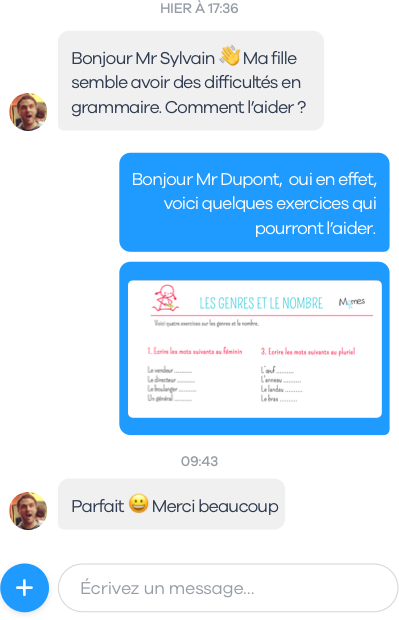 HIER À 17:36
Bonjour Mr Sylvain 👋 Ma fille
semble avoir des difficultés en
grammaire. Comment l'aider ?
Bonjour Mr Dupont, oui en effet,
voici quelques exercices qui
pourront l'aider.
LES GENRES ET LE NOMBRE
Momes
Voici quatre exercices sur les genres et le nombre.
1. Ecrire les mots suivants au féminin
Le vendeur ..........
Le directeur ..........
Le boulanger ..........
Un général ..........
3. Ecrire les mots suivants au pluriel
L'œuf ..........
L'anneau ..........
Le landau ..........
Le bras ..........
09:43
Parfait 😀 Merci beaucoup
+
Écrivez un message...